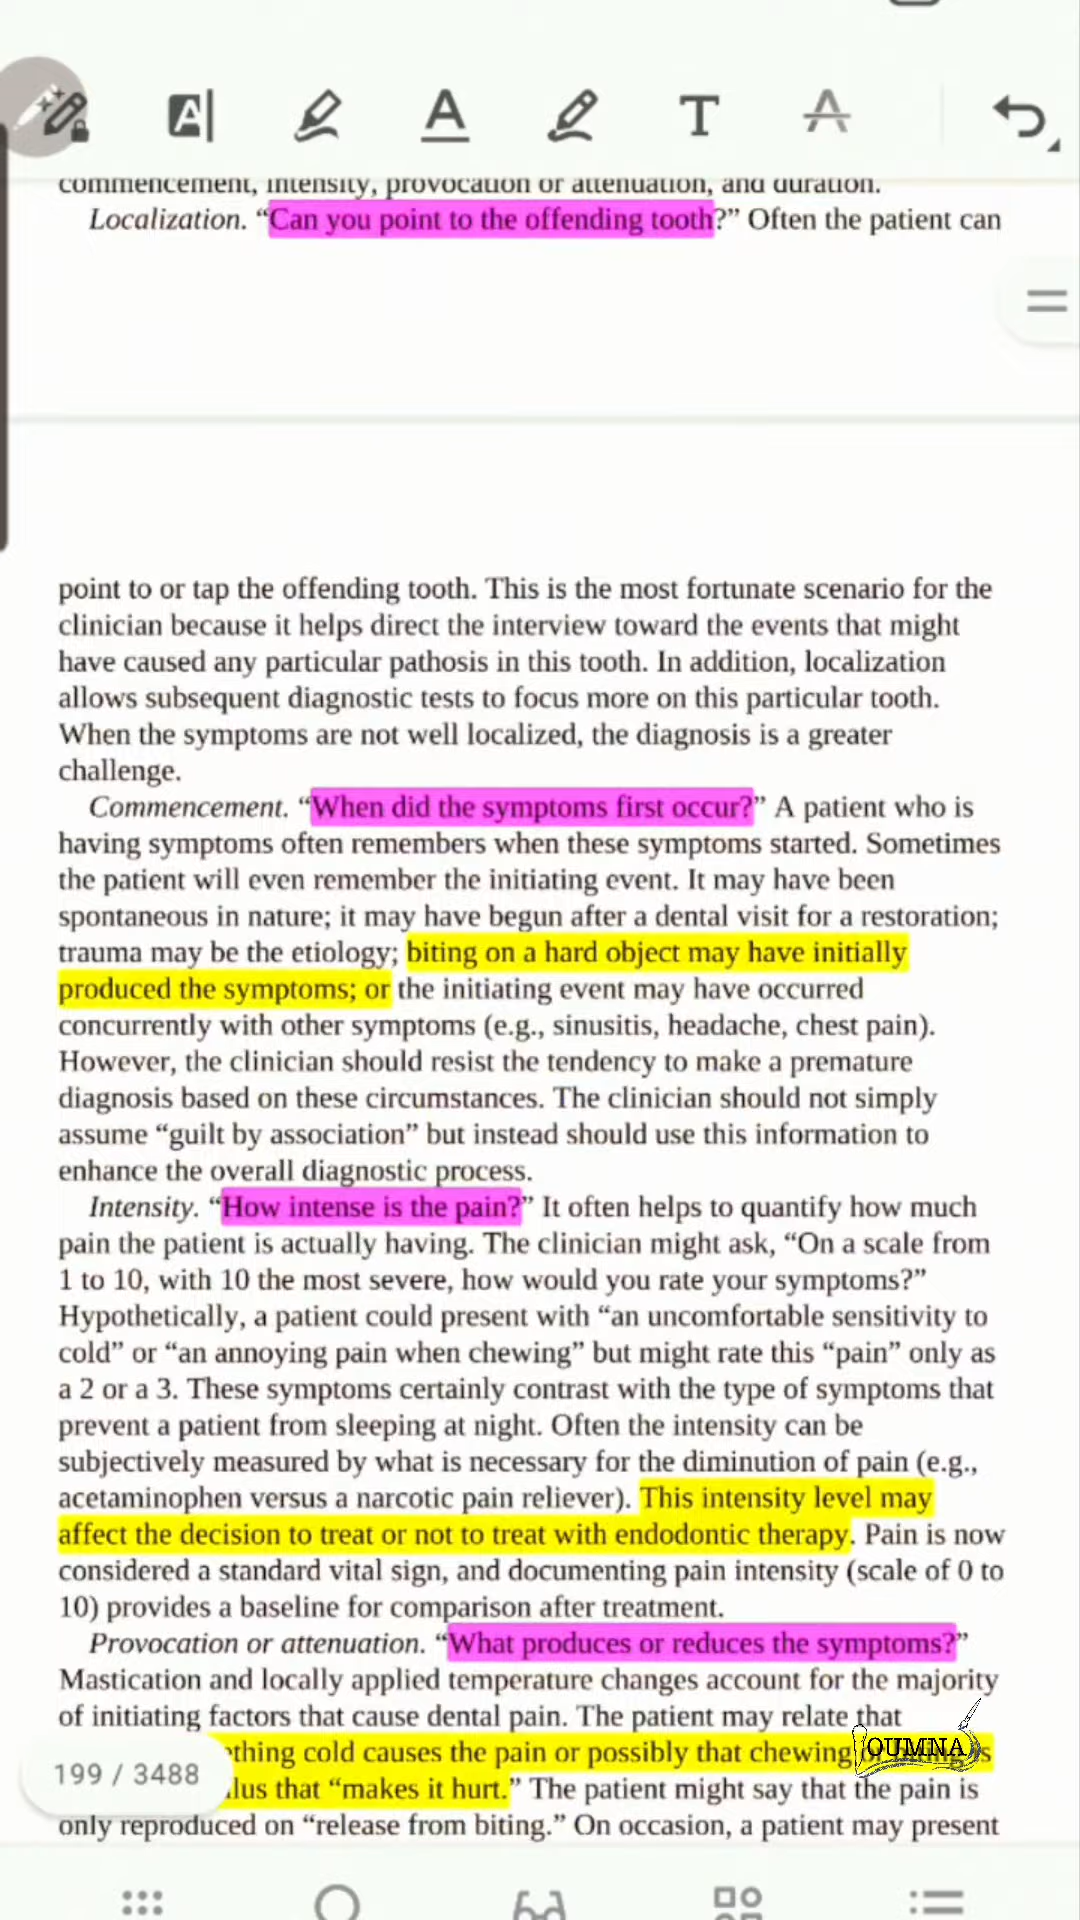 commencement, intensity, provocation or attenuation, and duration.
Localization. “Can you point to the offending tooth?” Often the patient can
point to or tap the offending tooth. This is the most fortunate scenario for the
clinician because it helps direct the interview toward the events that might
have caused any particular pathosis in this tooth. In addition, localization
allows subsequent diagnostic tests to focus more on this particular tooth.
When the symptoms are not well localized, the diagnosis is a greater
challenge.
Commencement. “When did the symptoms first occur?” A patient who is
having symptoms often remembers when these symptoms started. Sometimes
the patient will even remember the initiating event. It may have been
spontaneous in nature; it may have begun after a dental visit for a restoration;
trauma may be the etiology; biting on a hard object may have initially
produced the symptoms; or the initiating event may have occurred
concurrently with other symptoms (e.g., sinusitis, headache, chest pain).
However, the clinician should resist the tendency to make a premature
diagnosis based on these circumstances. The clinician should not simply
assume “guilt by association” but instead should use this information to
enhance the overall diagnostic process.
Intensity. “How intense is the pain?” It often helps to quantify how much
pain the patient is actually having. The clinician might ask, “On a scale from
1 to 10, with 10 the most severe, how would you rate your symptoms?”
Hypothetically, a patient could present with “an uncomfortable sensitivity to
cold” or “an annoying pain when chewing” but might rate this “pain” only as
a 2 or a 3. These symptoms certainly contrast with the type of symptoms that
prevent a patient from sleeping at night. Often the intensity can be
subjectively measured by what is necessary for the diminution of pain (e.g.,
acetaminophen versus a narcotic pain reliever). This intensity level may
affect the decision to treat or not to treat with endodontic therapy. Pain is now
considered a standard vital sign, and documenting pain intensity (scale of 0 to
10) provides a baseline for comparison after treatment.
Provocation or attenuation. “What produces or reduces the symptoms?”
Mastication and locally applied temperature changes account for the majority
of initiating factors that cause dental pain. The patient may relate that
thing cold causes the pain or possibly that chewing
OUMNA
199 / 3488
lus that “makes it hurt.” The patient might say that the pain is
only reproduced on “release from biting.” On occasion, a patient may present